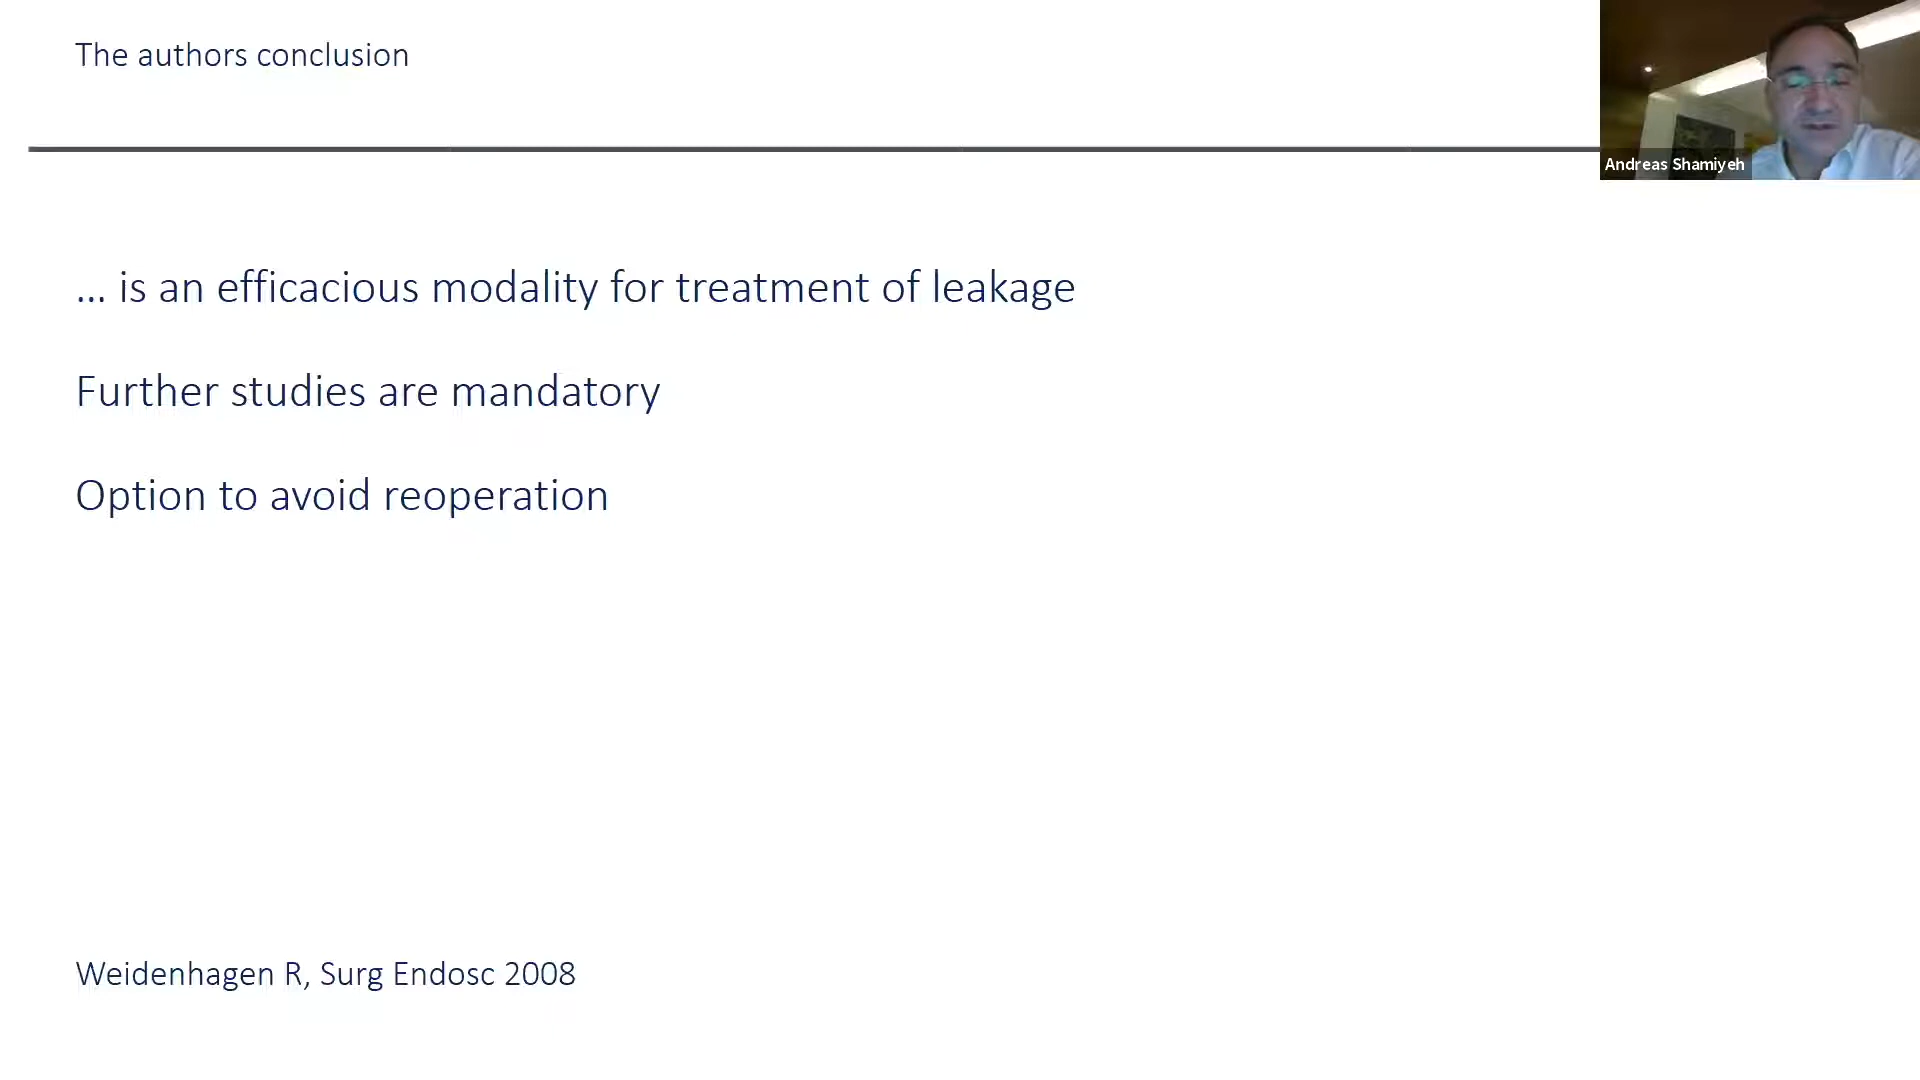 The authors conclusion
Andreas Shamiyeh
... is an efficacious modality for treatment of leakage
Further studies are mandatory
Option to avoid reoperation
Weidenhagen R, Surg Endosc 2008